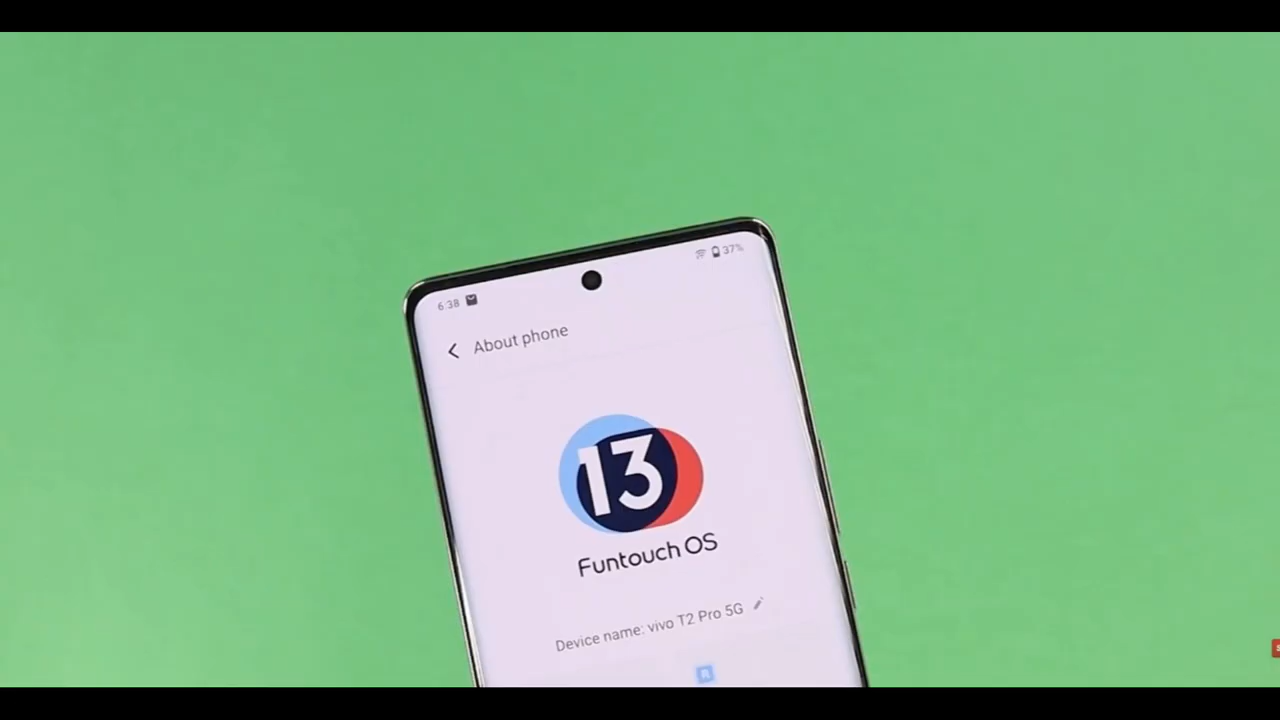 6:38
37%
About phone
13
Funtouch OS
Device name: vivo T2 Pro 5G